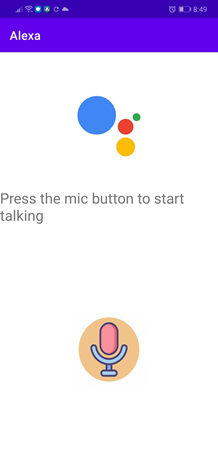 8:49
Alexa
Press the mic button to start
talking